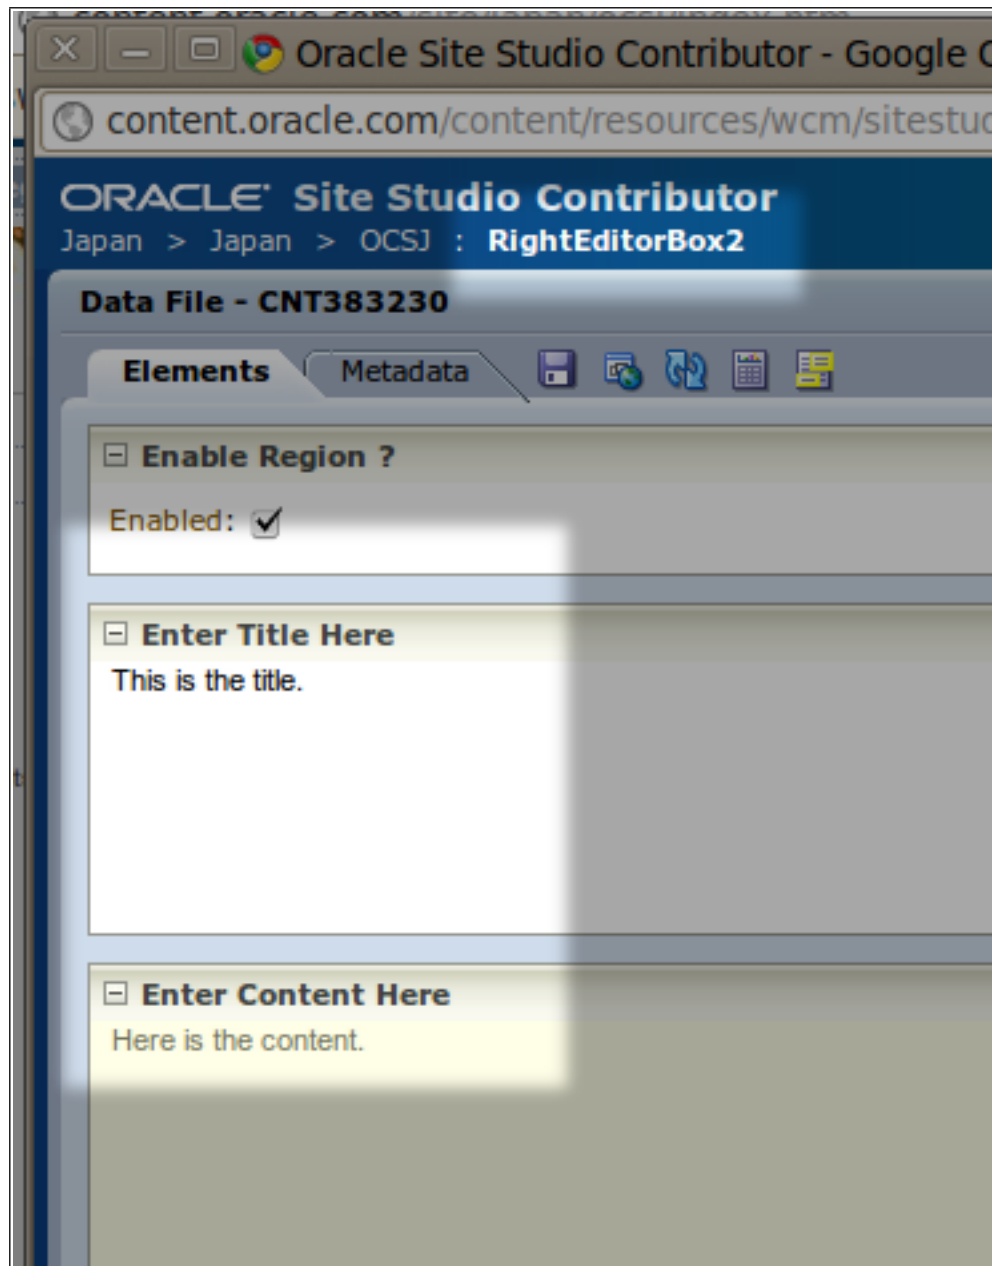 Oracle Site Studio Contributor - Google
content.oracle.com/content/resources/wcm/sitestud
ORACLE Site Studio Contributor
Japan > Japan > OCSJ : RightEditorBox2
Data File - CNT383230
Elements Metadata
Enable Region ?
Enabled:
Enter Title Here
This is the title.
Enter Content Here
Here is the content.